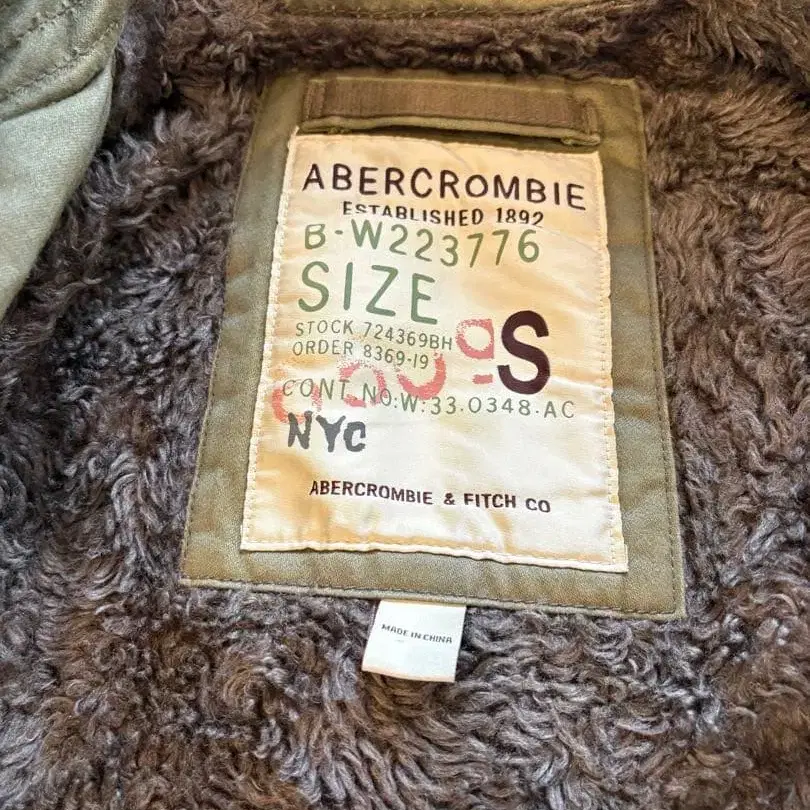 ABERCROMBIE
ESTABLISHED 1892
B-W223776
SIZE
S
STOCK 724369BH
ORDER 8369-19
CONT NO:W:33.0348.AC
NYC
ABERCROMBIE & FITCH CO
MADE IN CHINA